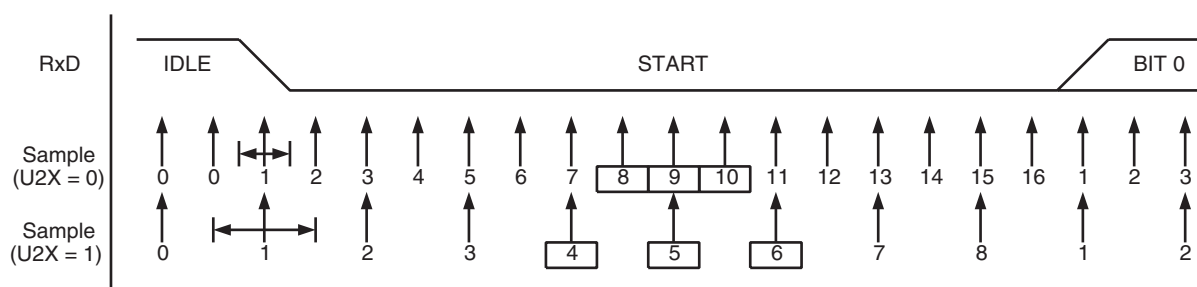 RxD IDLE START BIT 0
Sample
(U2X = 0)
0 0 1 2 3 4 5 6 7 8 9 10 11 12 13 14 15 16 1 2 3
Sample
(U2X = 1)
0 1 2 3 4 5 6 7 8 1 2